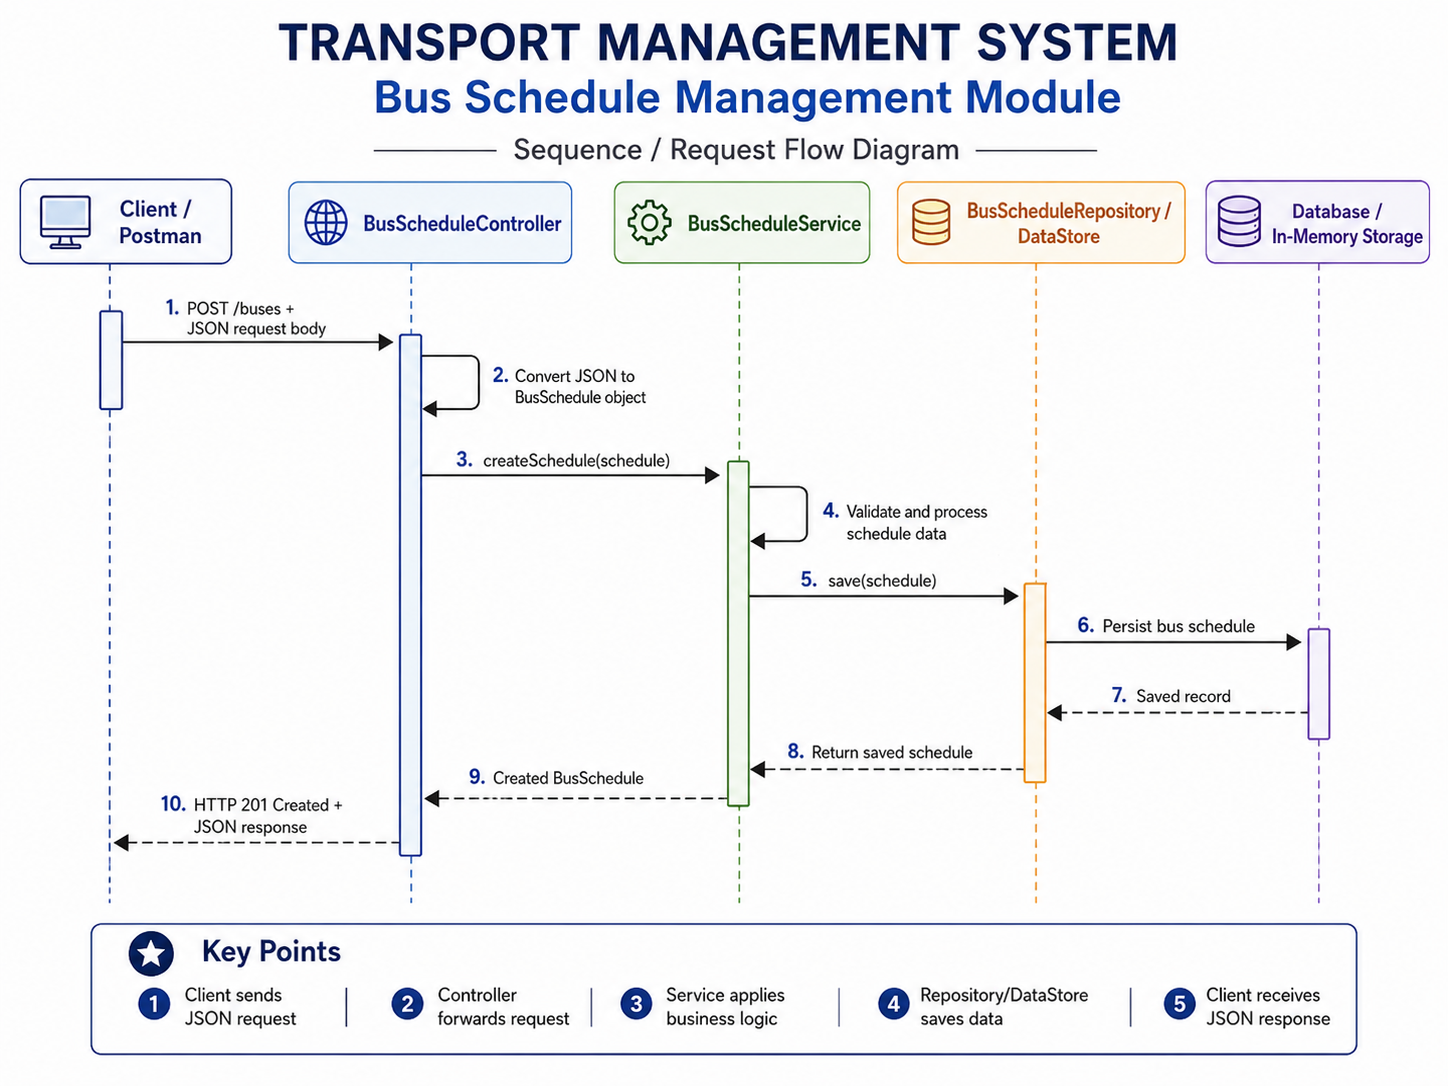 TRANSPORT MANAGEMENT SYSTEM
Bus Schedule Management Module
Sequence / Request Flow Diagram
Client /
Postman
BusScheduleController
BusScheduleService
BusScheduleRepository /
DataStore
Database /
In-Memory Storage
1. POST /buses +
JSON request body
2. Convert JSON to
BusSchedule object
3. createSchedule(schedule)
4. Validate and process
schedule data
5. save(schedule)
6. Persist bus schedule
7. Saved record
8. Return saved schedule
9. Created BusSchedule
10. HTTP 201 Created +
JSON response
Key Points
1 Client sends
JSON request
2 Controller
forwards request
3 Service applies
business logic
4 Repository/DataStore
saves data
5 Client receives
JSON response